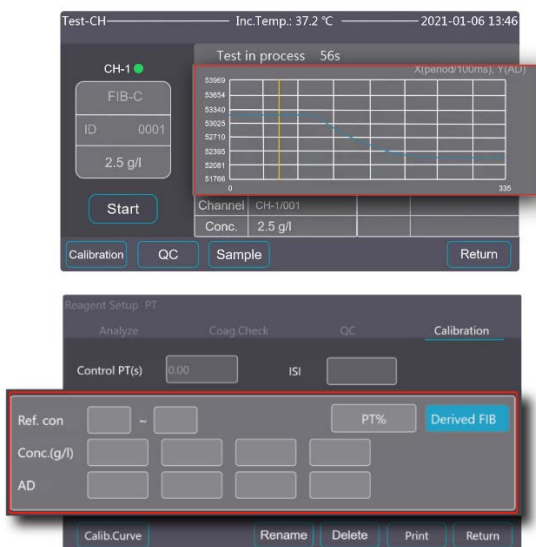 Test-CH Inc.Temp.: 37.2 ℃ 2021-01-06 13:46
CH-1
FIB-C
ID 0001
2.5 g/l
Start
Test in process 56s
X(period/100ms), Y(AD)
53969
53654
53340
53025
52710
52395
52081
51766
0 335
Channel CH-1/001
Conc. 2.5 g/l
Calibration QC Sample Return
Reagent Setup PT
Analyze Coag.Check QC Calibration
Control PT(s) 0.00 ISI
Ref. con ~ PT% Derived FIB
Conc.(g/l)
AD
Calib.Curve Rename Delete Print Return